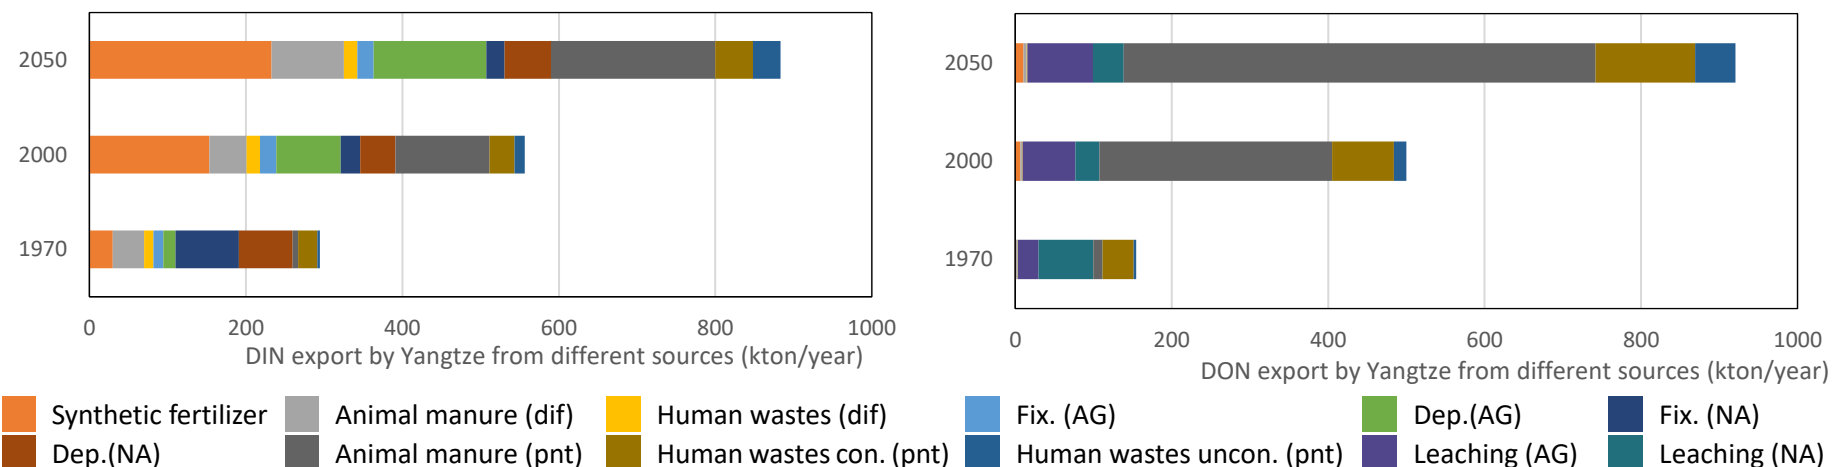 2050
2000
1970
0 200 400 600 800 1000
DIN export by Yangtze from different sources (kton/year)
2050
2000
1970
0 200 400 600 800 1000
DON export by Yangtze from different sources (kton/year)
Synthetic fertilizer Animal manure (dif) Human wastes (dif) Fix. (AG) Dep.(AG) Fix. (NA)
Dep.(NA) Animal manure (pnt) Human wastes con. (pnt) Human wastes uncon. (pnt) Leaching (AG) Leaching (NA)